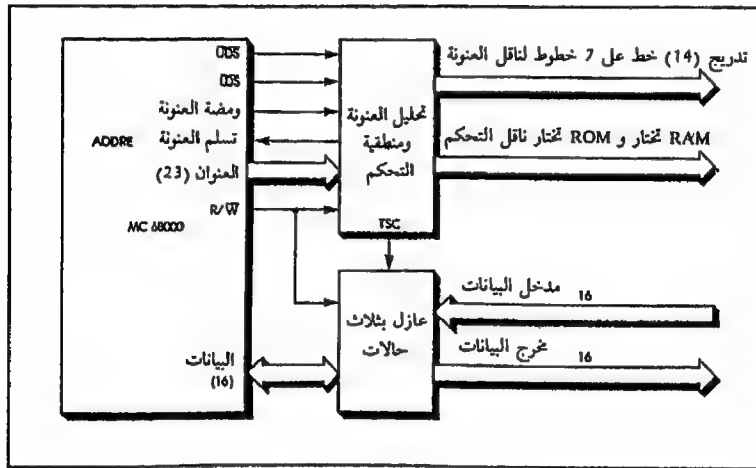 UDS
LDS
ومضة العنونة
تسلم العنونة
ADDRE
العنوان (23)
R/W
MC 68000
البيانات
(16)
تحليل العنونة
ومنطقية
التحكم
TSC
عازل بثلاث
حالات
تدريج (14) خط على 7 خطوط لناقل العنونة
RAM تختار و ROM تختار ناقل التحكم
مدخل البيانات
16
مخرج البيانات
16